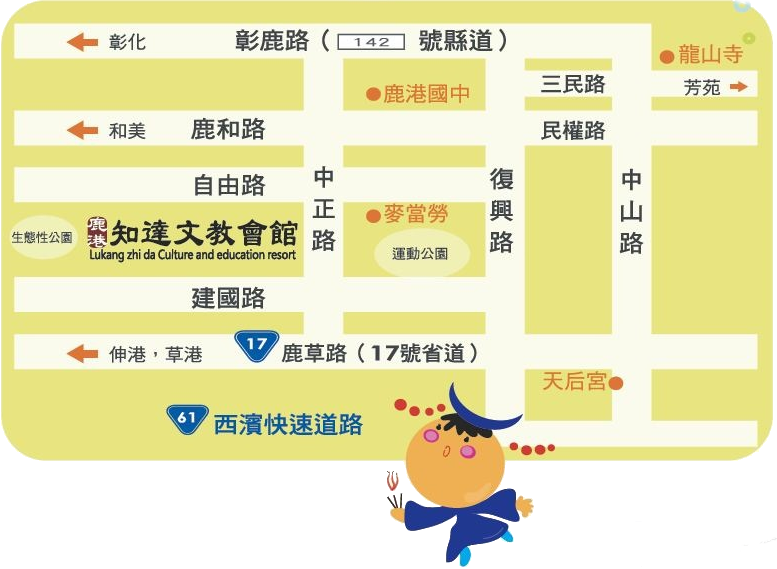 彰化
彰鹿路（142 號縣道）
龍山寺
鹿港國中
三民路
芳苑
和美
鹿和路
民權路
自由路
中正路
復興路
中山路
麥當勞
生態性公園
鹿港
知達文教會館
Lukang zhi da Culture and education resort
運動公園
建國路
伸港，草港
17
鹿草路（17號省道）
天后宮
61
西濱快速道路